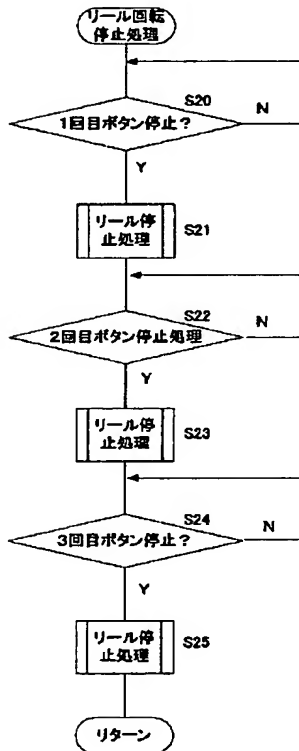 リール回転
停止処理
S20
1回目ボタン停止?
N
Y
リール停
止処理
S21
S22
2回目ボタン停止処理
N
Y
リール停
止処理
S23
S24
3回目ボタン停止?
N
Y
リール停
止処理
S25
リターン